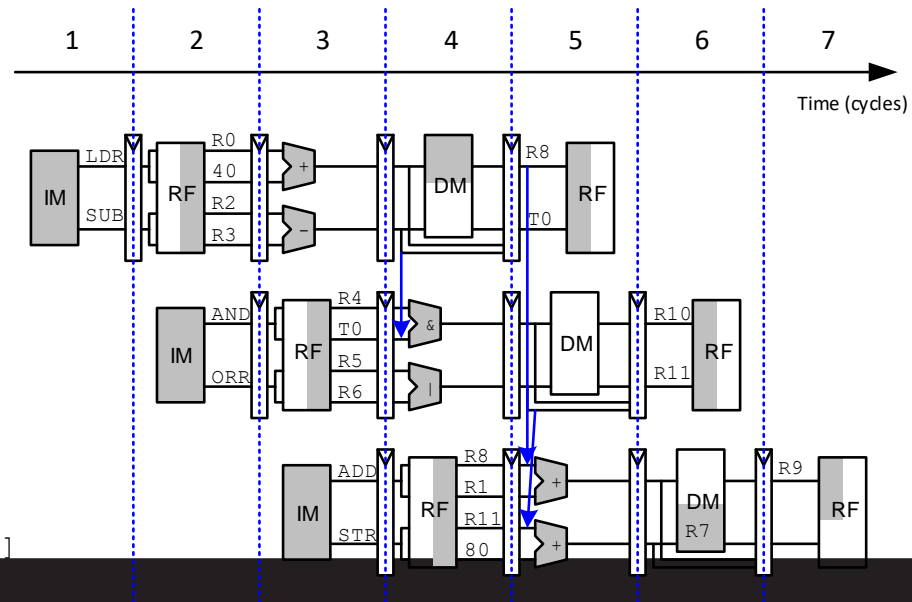 1 2 3 4 5 6 7
Time (cycles)
IM LDR SUB RF R0 40 R2 R3 + - DM R8 T0 RF
IM AND ORR RF R4 T0 R5 R6 & | DM R10 R11 RF
IM ADD STR RF R8 R1 R11 80 + + DM R7 R9 RF
]